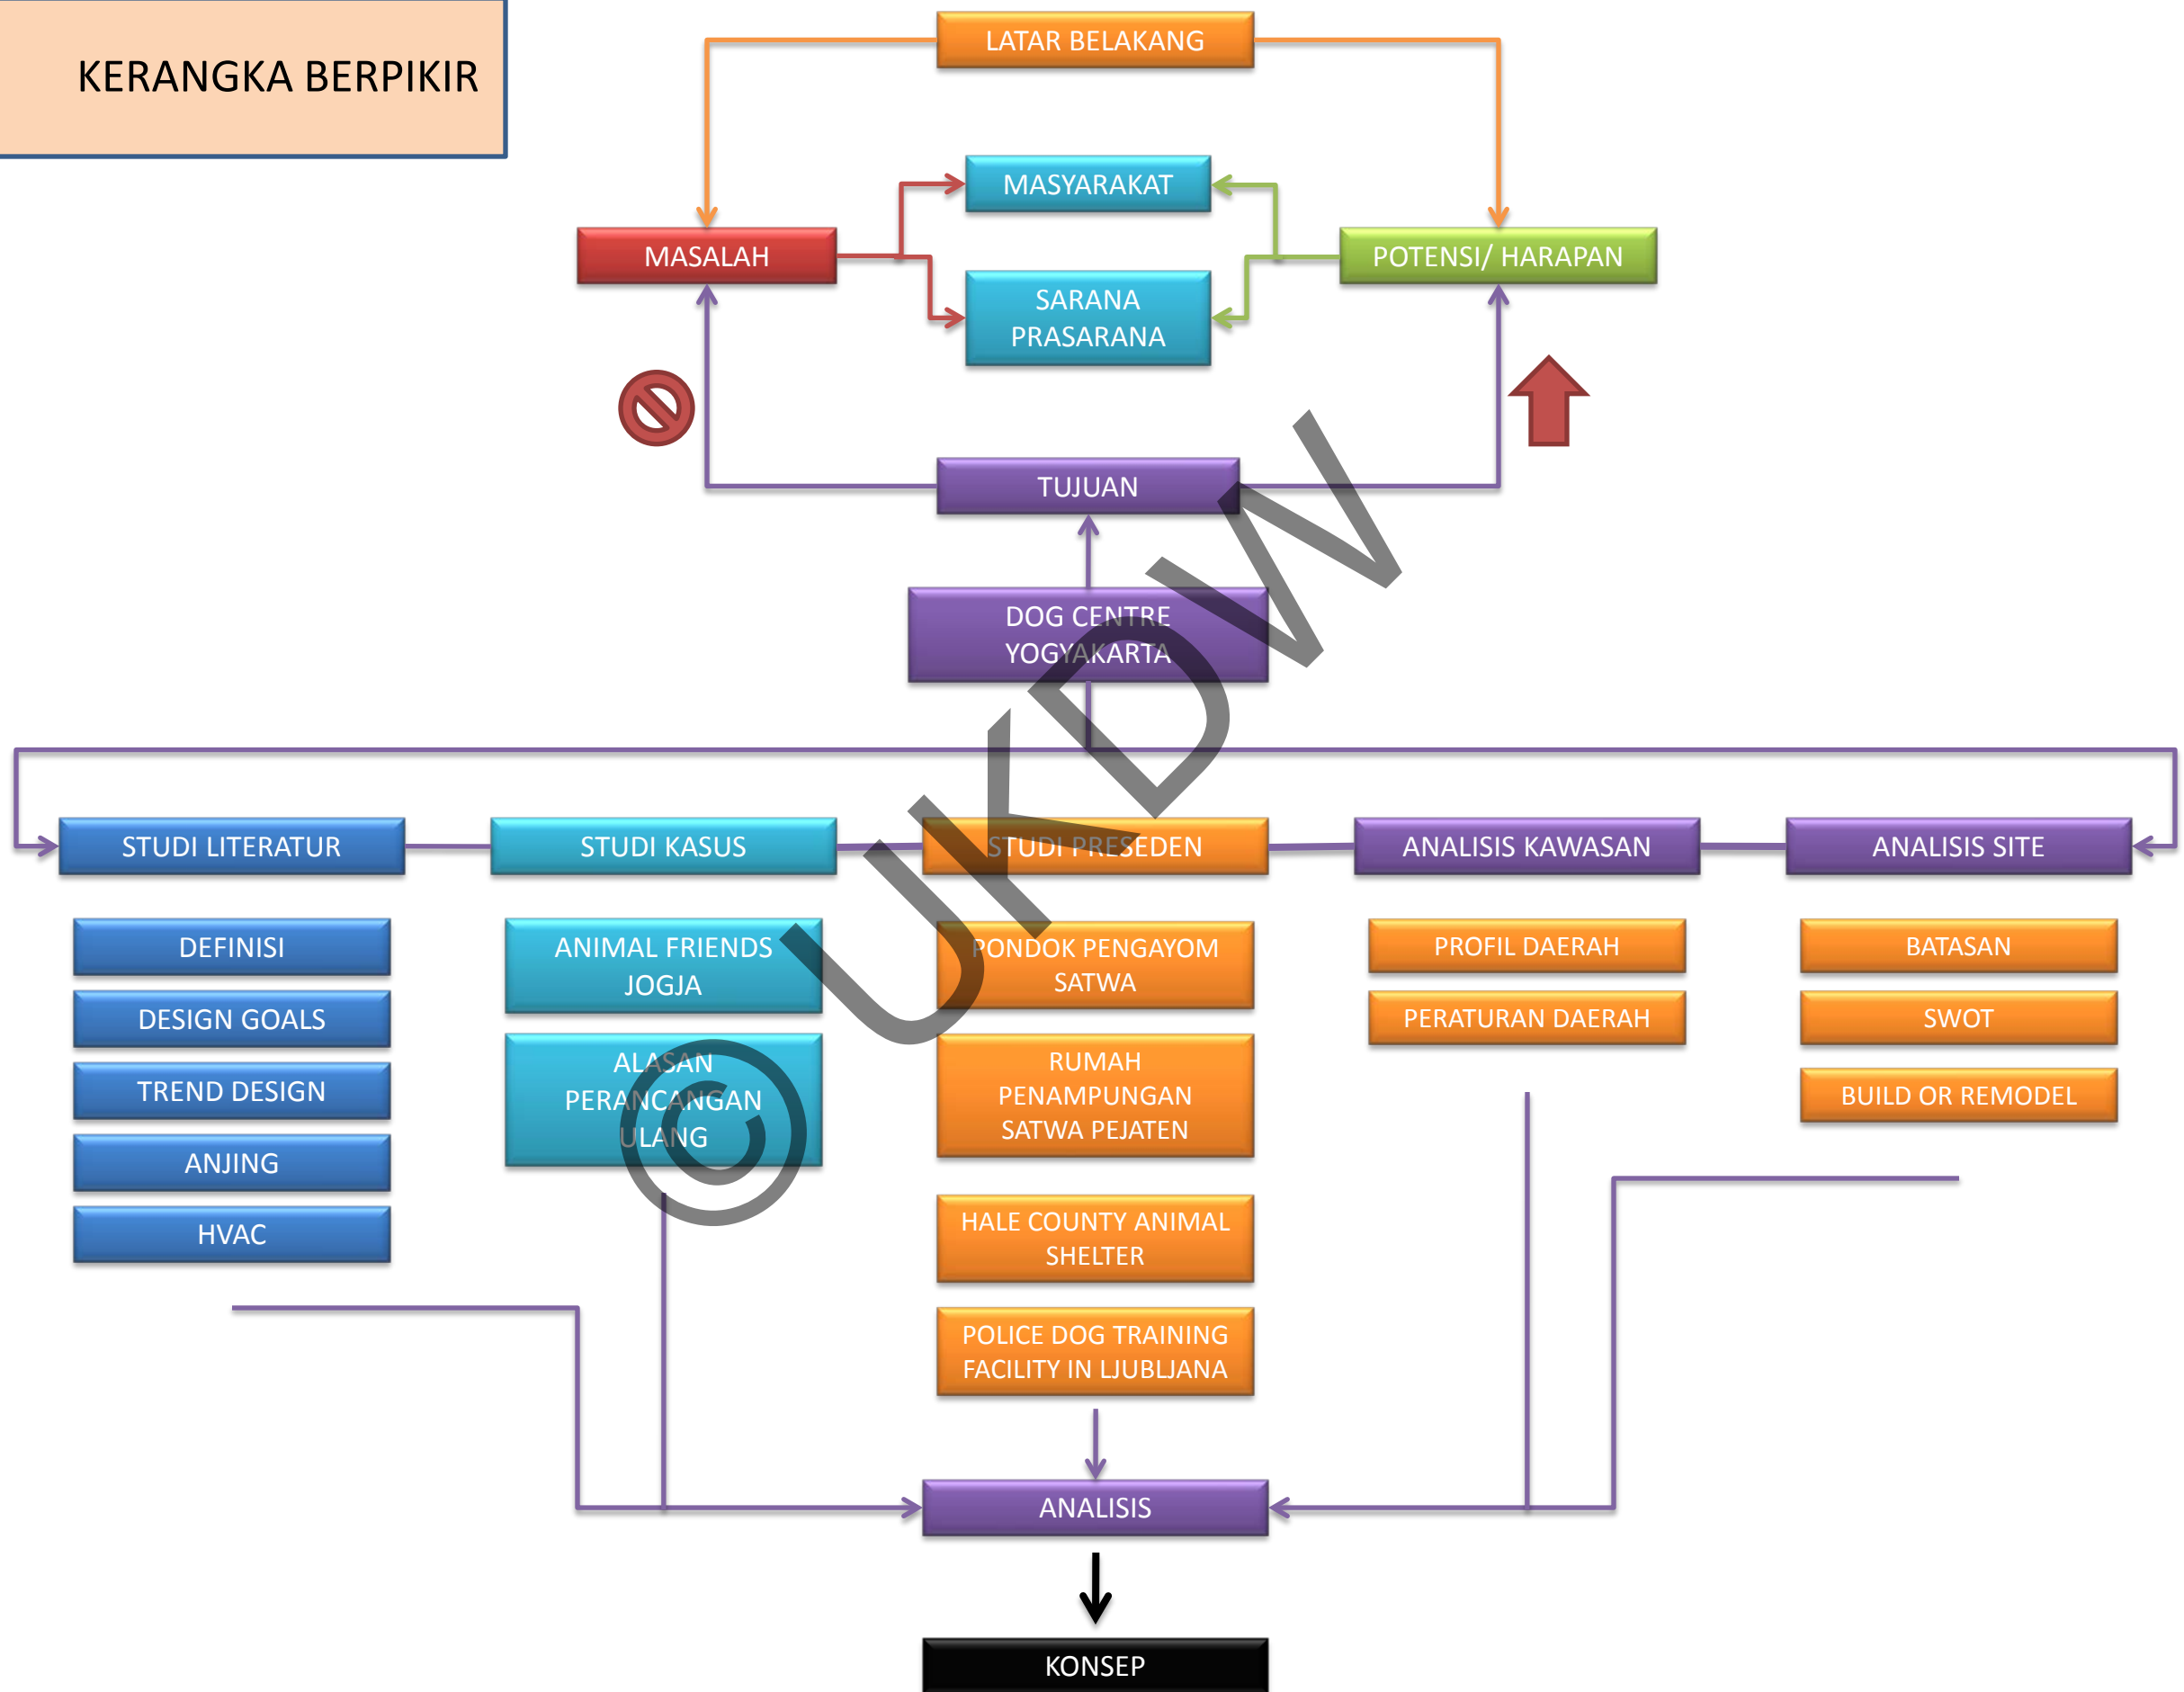 KERANGKA BERPIKIR
LATAR BELAKANG
MASYARAKAT
MASALAH
POTENSI/ HARAPAN
SARANA
PRASARANA
TUJUAN
DOG CENTRE
YOGYAKARTA
STUDI LITERATUR
STUDI KASUS
STUDI PRESEDEN
ANALISIS KAWASAN
ANALISIS SITE
DEFINISI
DESIGN GOALS
TREND DESIGN
ANJING
HVAC
ANIMAL FRIENDS
JOGJA
ALASAN
PERANCANGAN
ULANG
PONDOK PENGAYOM
SATWA
RUMAH
PENAMPUNGAN
SATWA PEJATEN
HALE COUNTY ANIMAL
SHELTER
POLICE DOG TRAINING
FACILITY IN LJUBLJANA
PROFIL DAERAH
PERATURAN DAERAH
BATASAN
SWOT
BUILD OR REMODEL
ANALISIS
KONSEP
© UKDW